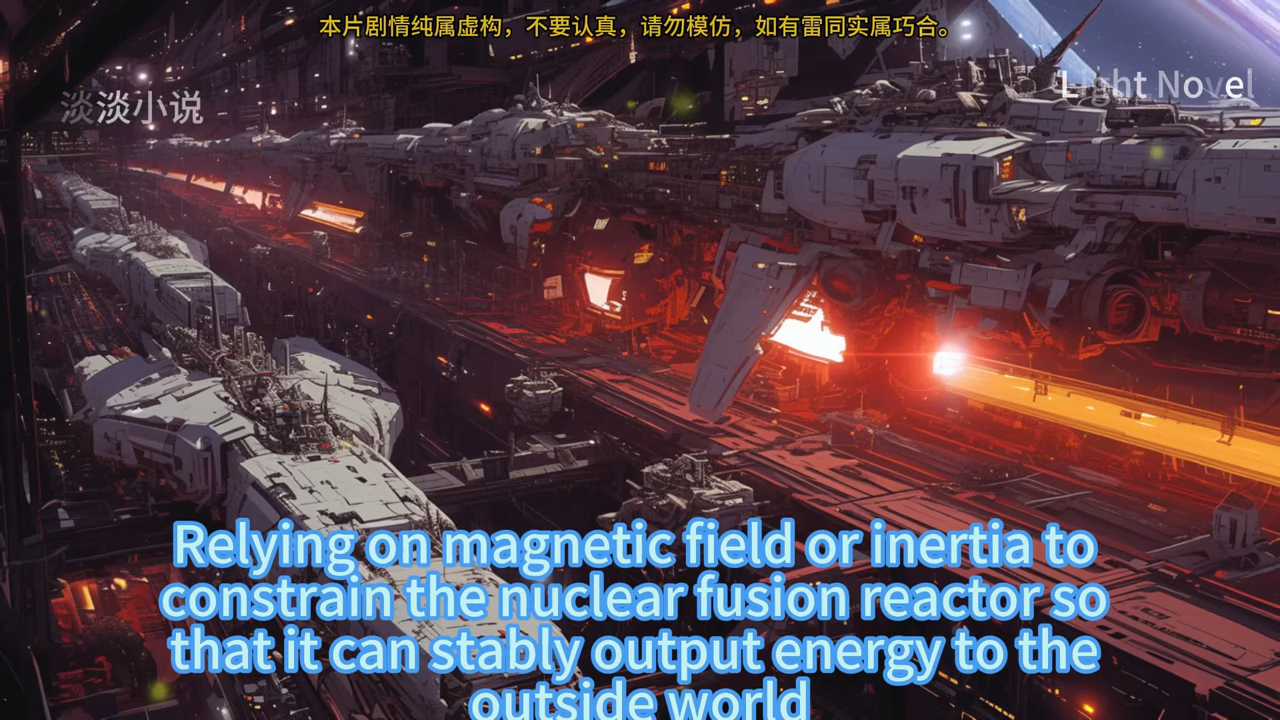 本片剧情纯属虚构，不要认真，请勿模仿，如有雷同实属巧合。
淡淡小说
Light Novel
Relying on magnetic field or inertia to
constrain the nuclear fusion reactor so
that it can stably output energy to the
outside world